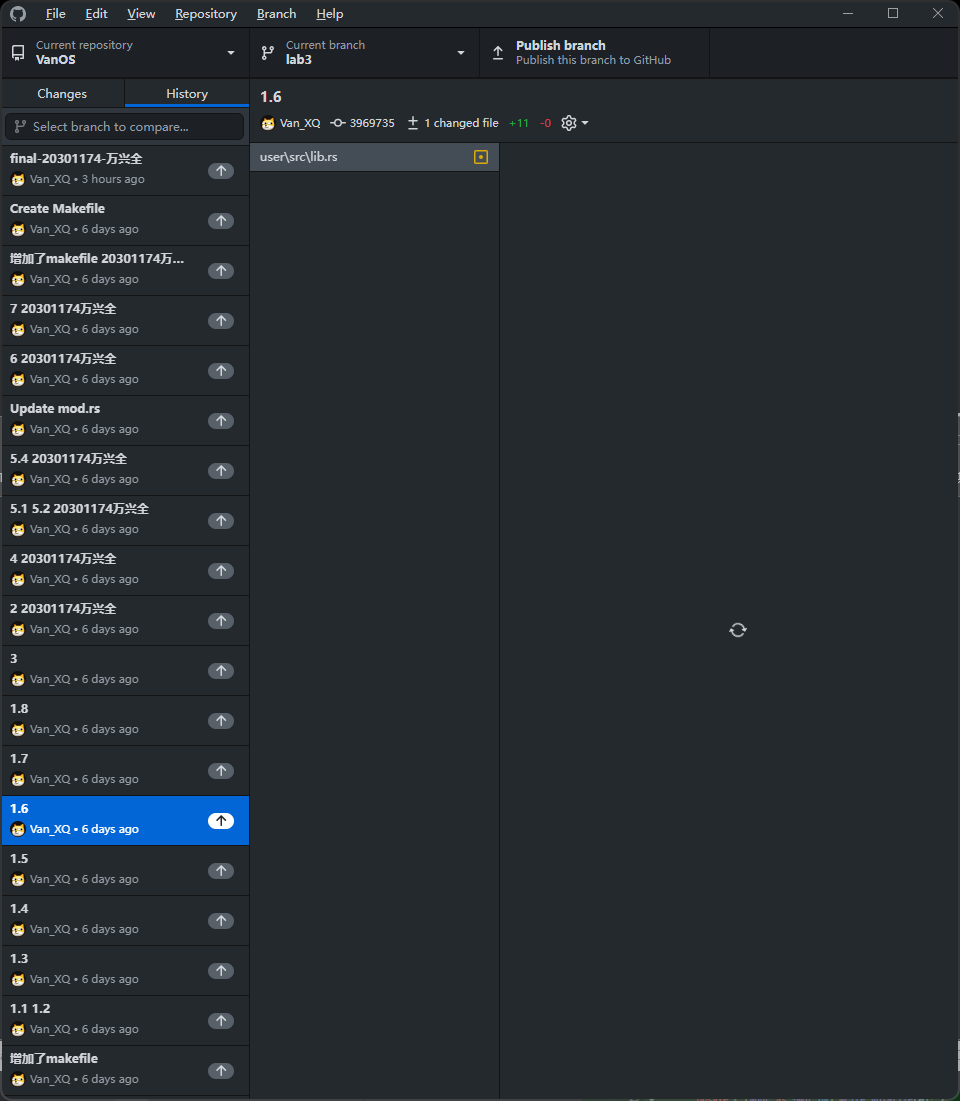 File Edit View Repository Branch Help
Current repository
VanOS
Current branch
lab3
Publish branch
Publish this branch to GitHub
Changes
History
Select branch to compare...
1.6
Van_XQ 3969735 1 changed file +11 -0
user\src\lib.rs
final-20301174-万兴全
Van_XQ • 3 hours ago
Create Makefile
Van_XQ • 6 days ago
增加了makefile 20301174万...
Van_XQ • 6 days ago
7 20301174万兴全
Van_XQ • 6 days ago
6 20301174万兴全
Van_XQ • 6 days ago
Update mod.rs
Van_XQ • 6 days ago
5.4 20301174万兴全
Van_XQ • 6 days ago
5.1 5.2 20301174万兴全
Van_XQ • 6 days ago
4 20301174万兴全
Van_XQ • 6 days ago
2 20301174万兴全
Van_XQ • 6 days ago
3
Van_XQ • 6 days ago
1.8
Van_XQ • 6 days ago
1.7
Van_XQ • 6 days ago
1.6
Van_XQ • 6 days ago
1.5
Van_XQ • 6 days ago
1.4
Van_XQ • 6 days ago
1.3
Van_XQ • 6 days ago
1.1 1.2
Van_XQ • 6 days ago
增加了makefile
Van_XQ • 6 days ago